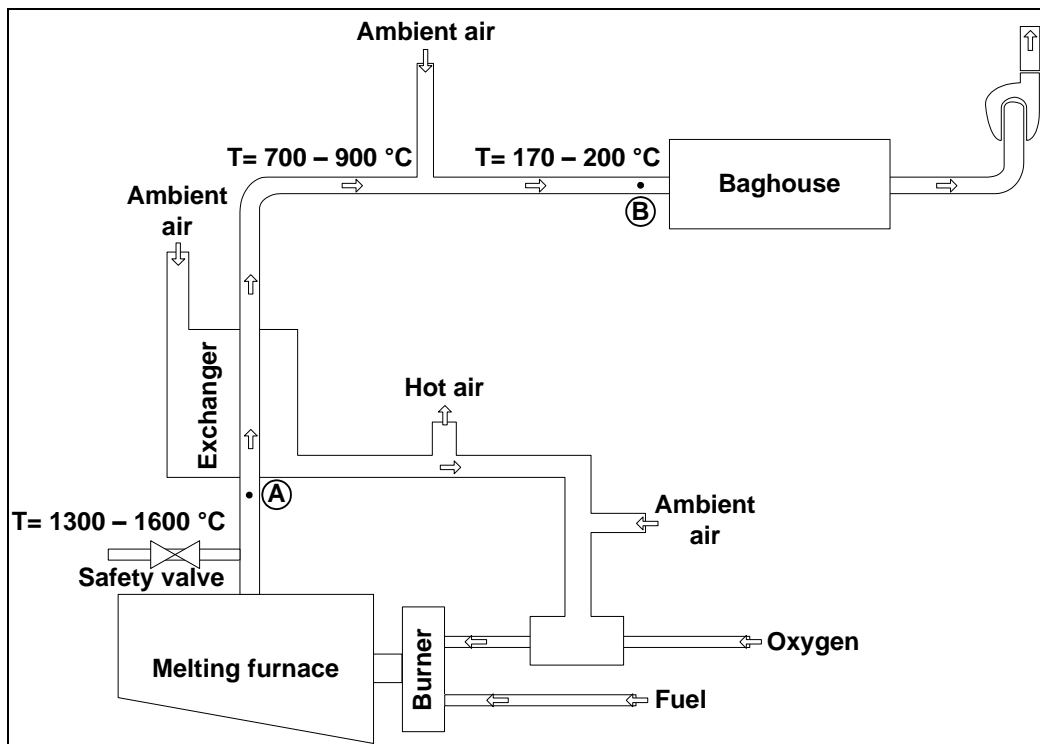 Ambient air
T= 700 – 900 °C
T= 170 – 200 °C
Baghouse
B
Ambient
air
Exchanger
Hot air
A
T= 1300 – 1600 °C
Ambient
air
Safety valve
Melting furnace
Burner
Oxygen
Fuel